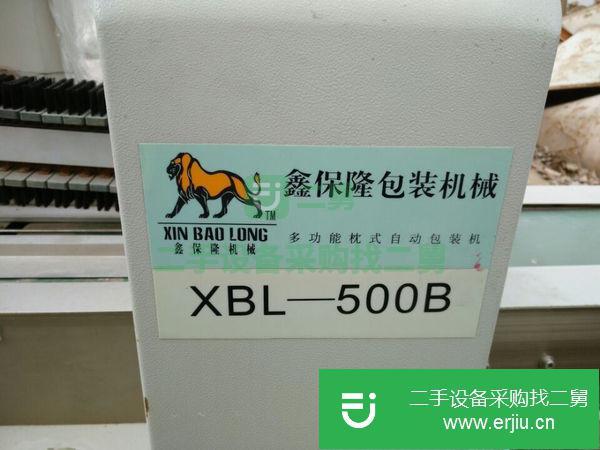 鑫保隆包装机械
TM
XIN BAO LONG
鑫保隆机械
多功能枕式自动包装机
二舅
二手设备采购找二舅
XBL—500B
二手设备采购找二舅
www.erjiu.cn